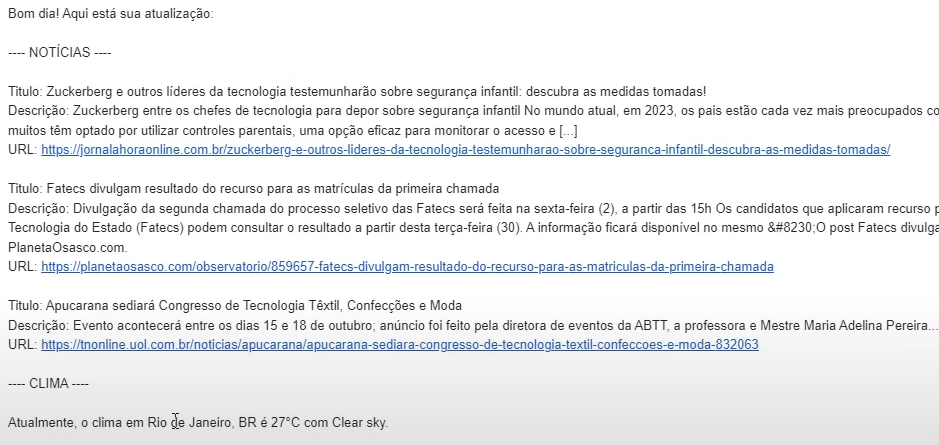 Bom dia! Aqui está sua atualização:
---- NOTÍCIAS ----
Titulo: Zuckerberg e outros líderes da tecnologia testemunharão sobre segurança infantil: descubra as medidas tomadas!
Descrição: Zuckerberg entre os chefes de tecnologia para depor sobre segurança infantil No mundo atual, em 2023, os pais estão cada vez mais preocupados
muitos têm optado por utilizar controles parentais, uma opção eficaz para monitorar o acesso e [...]
URL: https://jornalahoraonline.com.br/zuckerberg-e-outros-lideres-da-tecnologia-testemunharao-sobre-seguranca-infantil-descubra-as-medidas-tomadas/
Titulo: Fatecs divulgam resultado do recurso para as matrículas da primeira chamada
Descrição: Divulgação da segunda chamada do processo seletivo das Fatecs será feita na sexta-feira (2), a partir das 15h Os candidatos que aplicaram recurso
Tecnologia do Estado (Fatecs) podem consultar o resultado a partir desta terça-feira (30). A informação ficará disponível no mesmo &#8230;O post Fatecs
PlanetaOsasco.com.
URL: https://planetaosasco.com/observatorio/859657-fatecs-divulgam-resultado-do-recurso-para-as-matriculas-da-primeira-chamada
Titulo: Apucarana sediará Congresso de Tecnologia Têxtil, Confecções e Moda
Descrição: Evento acontecerá entre os dias 15 e 18 de outubro; anúncio foi feito pela diretora de eventos da ABTT, a professora e Mestre Maria Adelina Pereira...
URL: https://tnonline.uol.com.br/noticias/apucarana/apucarana-sediara-congresso-de-tecnologia-textil-confeccoes-e-moda-832063
---- CLIMA ----
Atualmente, o clima em Rio de Janeiro, BR é 27°C com Clear sky.